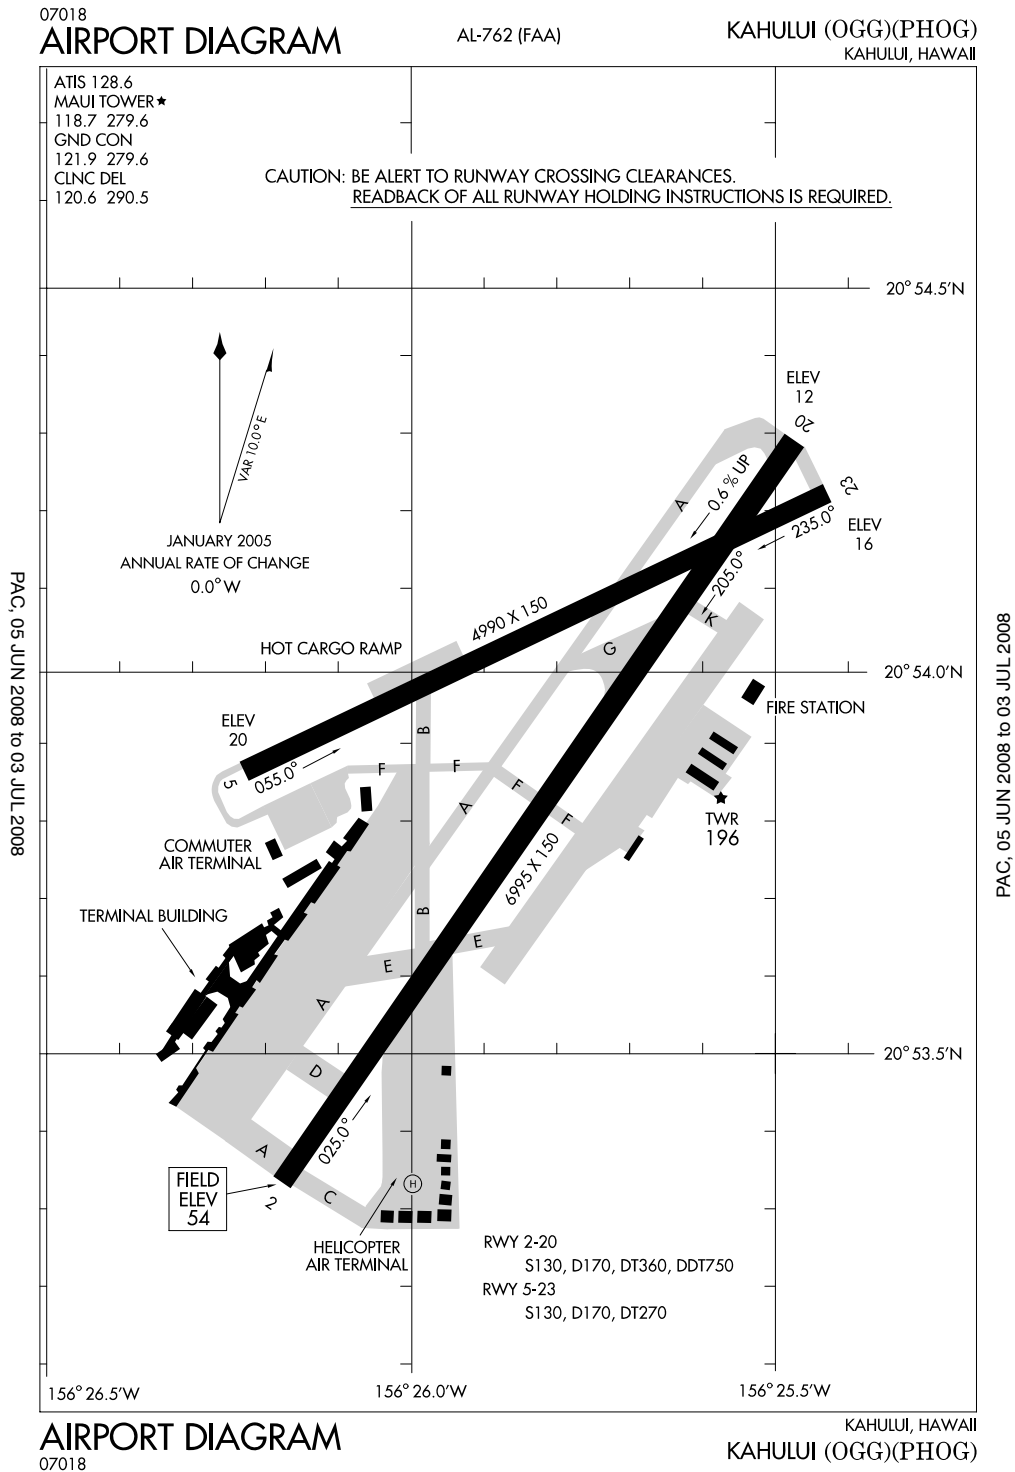 07018
AIRPORT DIAGRAM
AL-762 (FAA)
KAHULUI (OGG)(PHOG)
KAHULUI, HAWAII
ATIS 128.6
MAUI TOWER★
118.7 279.6
GND CON
121.9 279.6
CLNC DEL
120.6 290.5
CAUTION: BE ALERT TO RUNWAY CROSSING CLEARANCES.
READBACK OF ALL RUNWAY HOLDING INSTRUCTIONS IS REQUIRED.
20° 54.5'N
VAR 10.0° E
JANUARY 2005
ANNUAL RATE OF CHANGE
0.0° W
ELEV
12
20
0.6% UP
A
23
ELEV
16
235.0°
205.0°
K
4990 X 150
G
HOT CARGO RAMP
20° 54.0'N
FIRE STATION
ELEV
20
5
055.0°
B
F
F
F
F
A
TWR
196
COMMUTER
AIR TERMINAL
6995 X 150
TERMINAL BUILDING
B
E
E
A
20° 53.5'N
D
025.0°
A
C
2
FIELD
ELEV
54
H
HELICOPTER
AIR TERMINAL
RWY 2-20
S130, D170, DT360, DDT750
RWY 5-23
S130, D170, DT270
156° 26.5'W
156° 26.0'W
156° 25.5'W
PAC, 05 JUN 2008 to 03 JUL 2008
PAC, 05 JUN 2008 to 03 JUL 2008
AIRPORT DIAGRAM
07018
KAHULUI, HAWAII
KAHULUI (OGG)(PHOG)